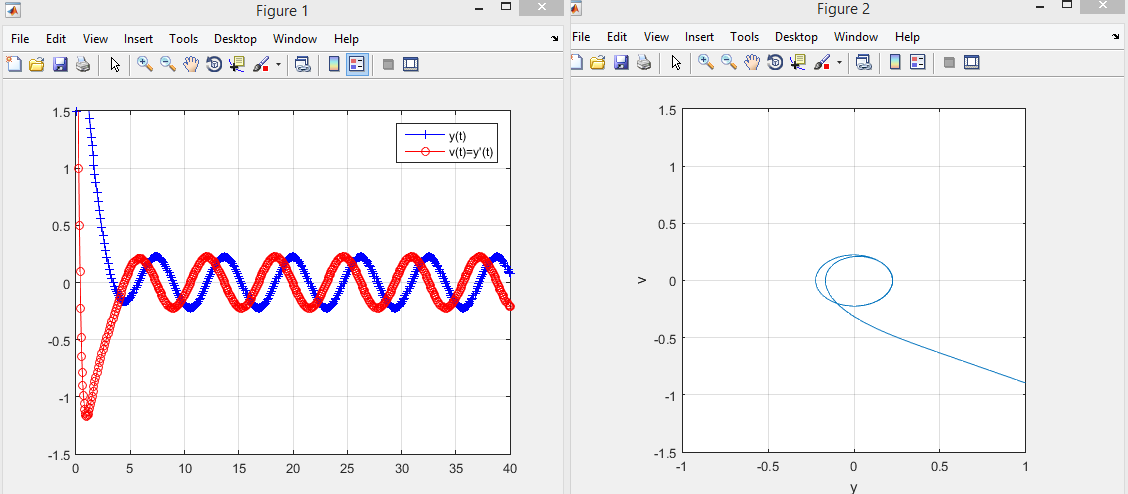 Figure 1
File Edit View Insert Tools Desktop Window Help
1.5
1
0.5
0
-0.5
-1
-1.5
0 5 10 15 20 25 30 35 40
y(t)
v(t)=y'(t)
Figure 2
File Edit View Insert Tools Desktop Window Help
1.5
1
0.5
0
-0.5
-1
-1.5
v
-1 -0.5 0 0.5 1
y